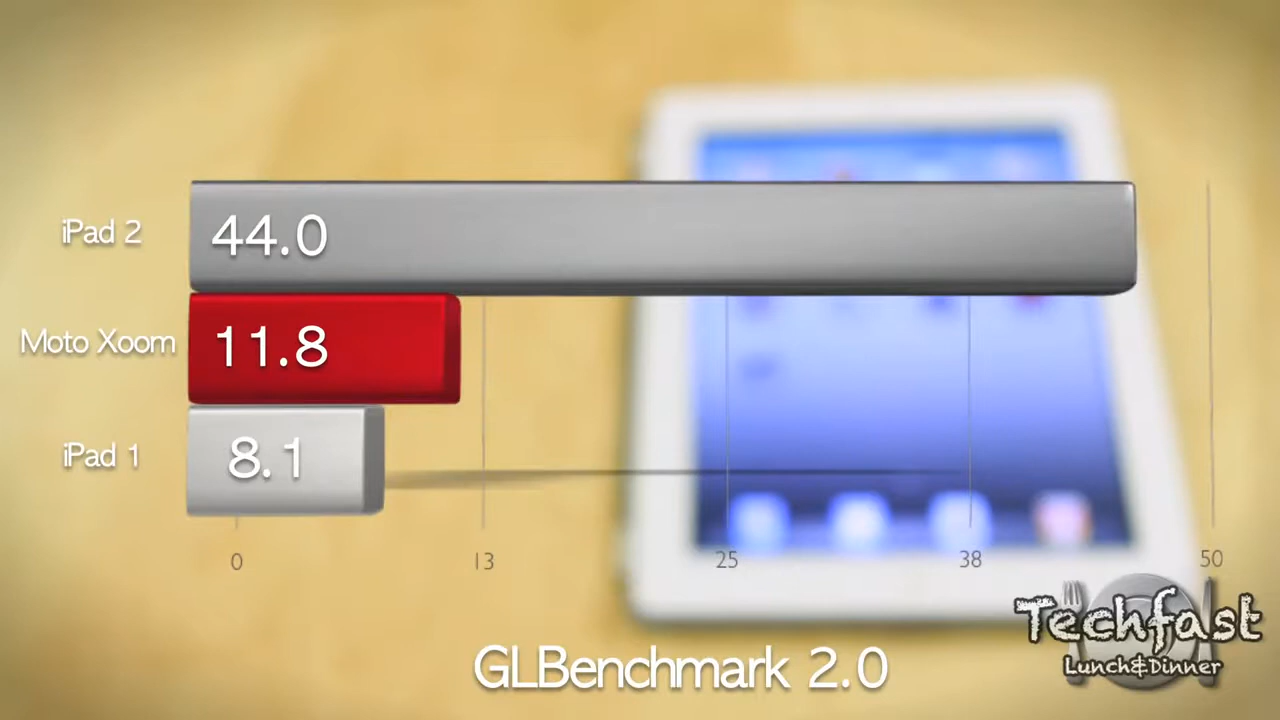 iPad 2
44.0
Moto Xoom
11.8
iPad 1
8.1
0 13 25 38 50
GLBenchmark 2.0
Techfast
Lunch&Dinner